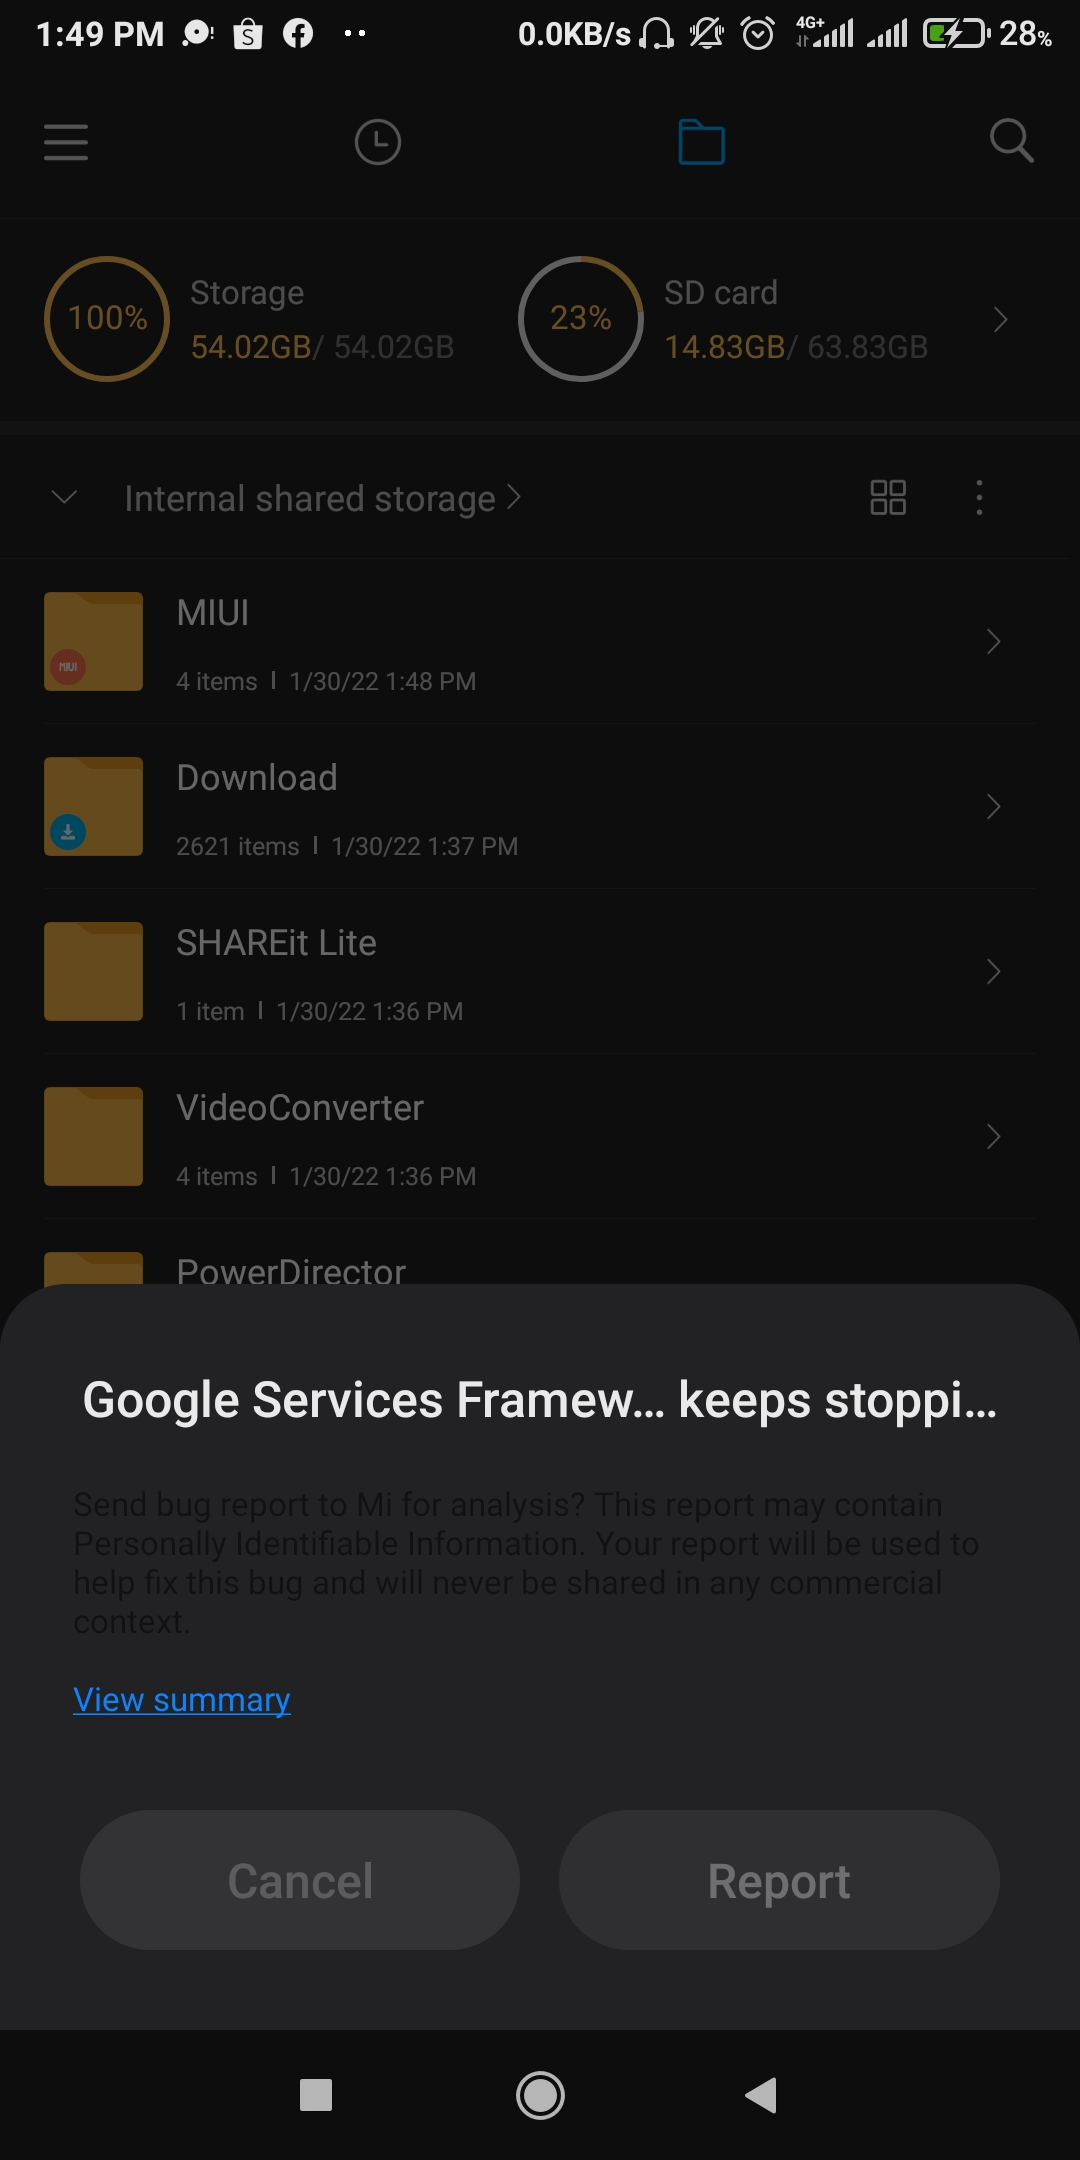 1:49 PM 0.0KB/s 4G+ 28%
100% Storage 54.02GB/ 54.02GB
23% SD card 14.83GB/ 63.83GB
Internal shared storage
MIUI
4 items | 1/30/22 1:48 PM
Download
2621 items | 1/30/22 1:37 PM
SHAREit Lite
1 item | 1/30/22 1:36 PM
VideoConverter
4 items | 1/30/22 1:36 PM
PowerDirector
Google Services Framew... keeps stoppi...
Send bug report to Mi for analysis? This report may contain
Personally Identifiable Information. Your report will be used to
help fix this bug and will never be shared in any commercial
context.
View summary
Cancel
Report